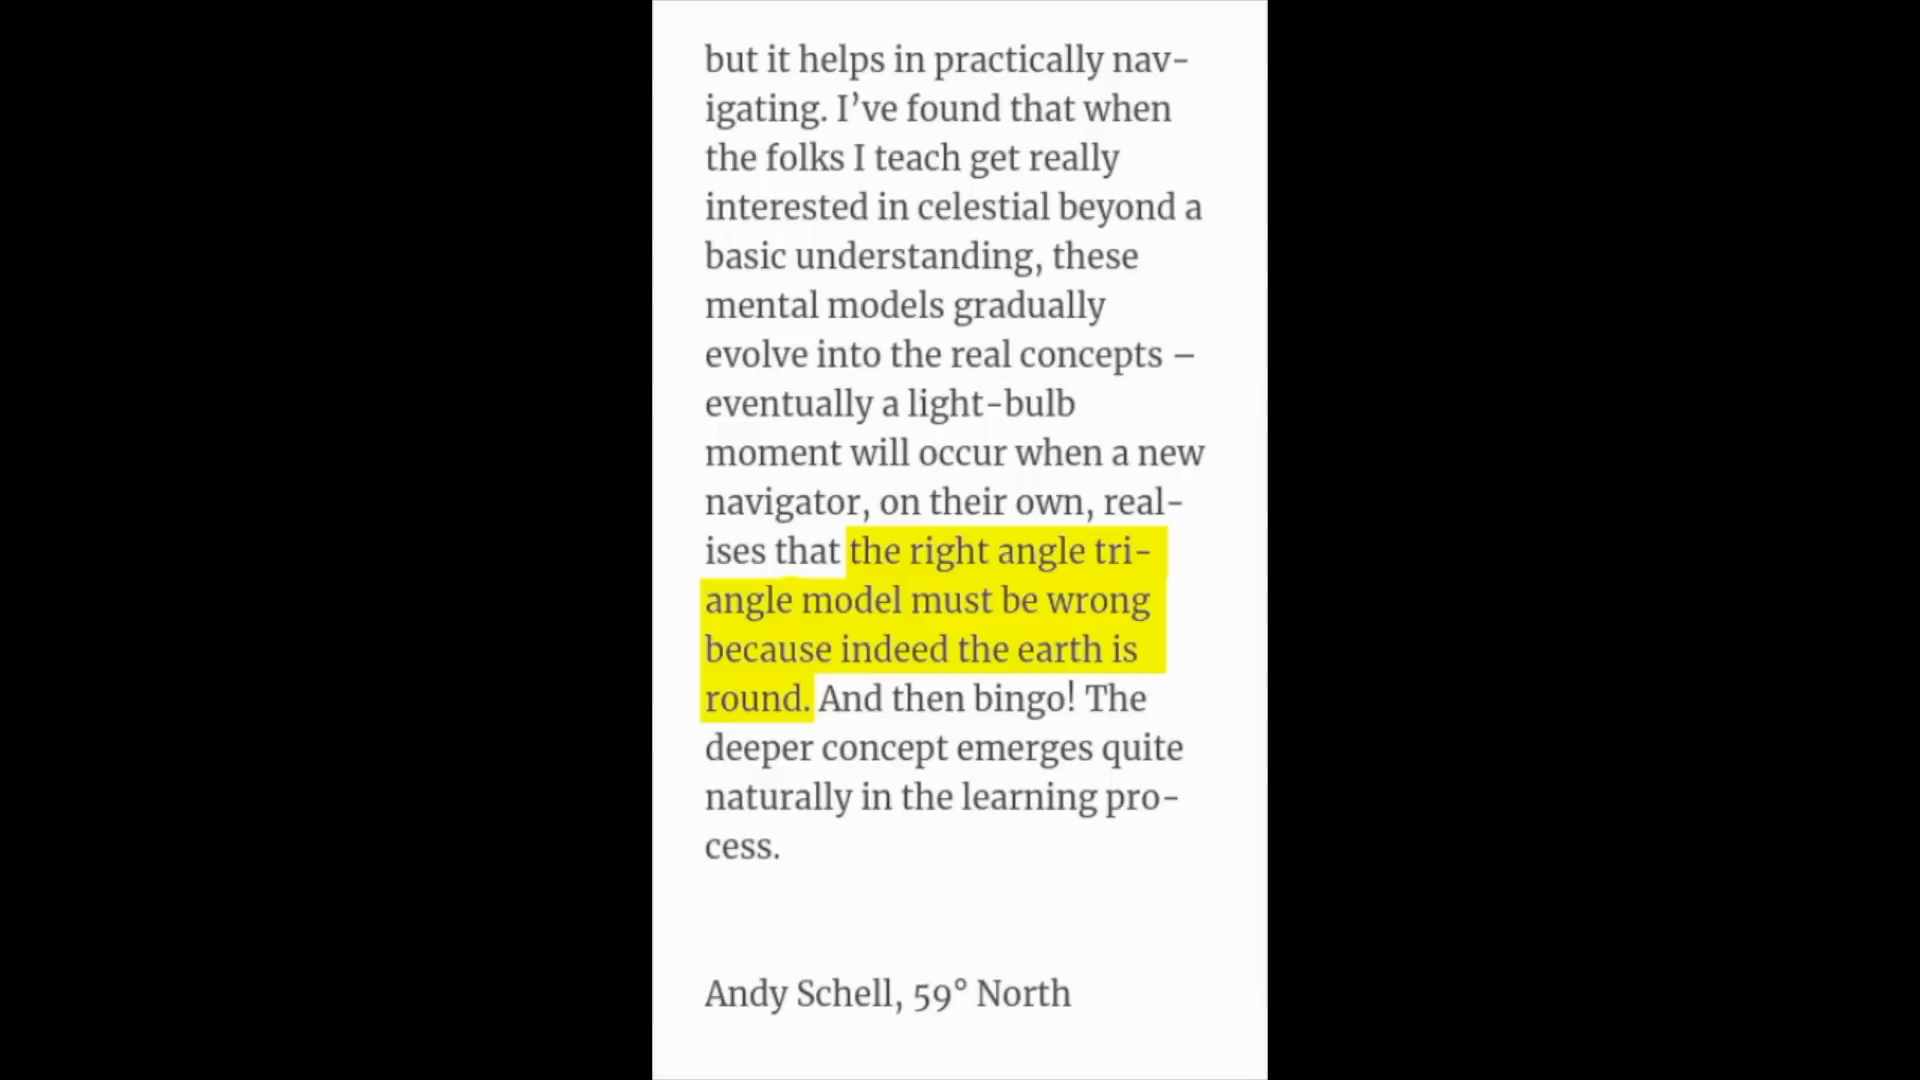 but it helps in practically nav-
igating. I’ve found that when
the folks I teach get really
interested in celestial beyond a
basic understanding, these
mental models gradually
evolve into the real concepts –
eventually a light-bulb
moment will occur when a new
navigator, on their own, real-
ises that the right angle tri-
angle model must be wrong
because indeed the earth is
round. And then bingo! The
deeper concept emerges quite
naturally in the learning pro-
cess.
Andy Schell, 59° North